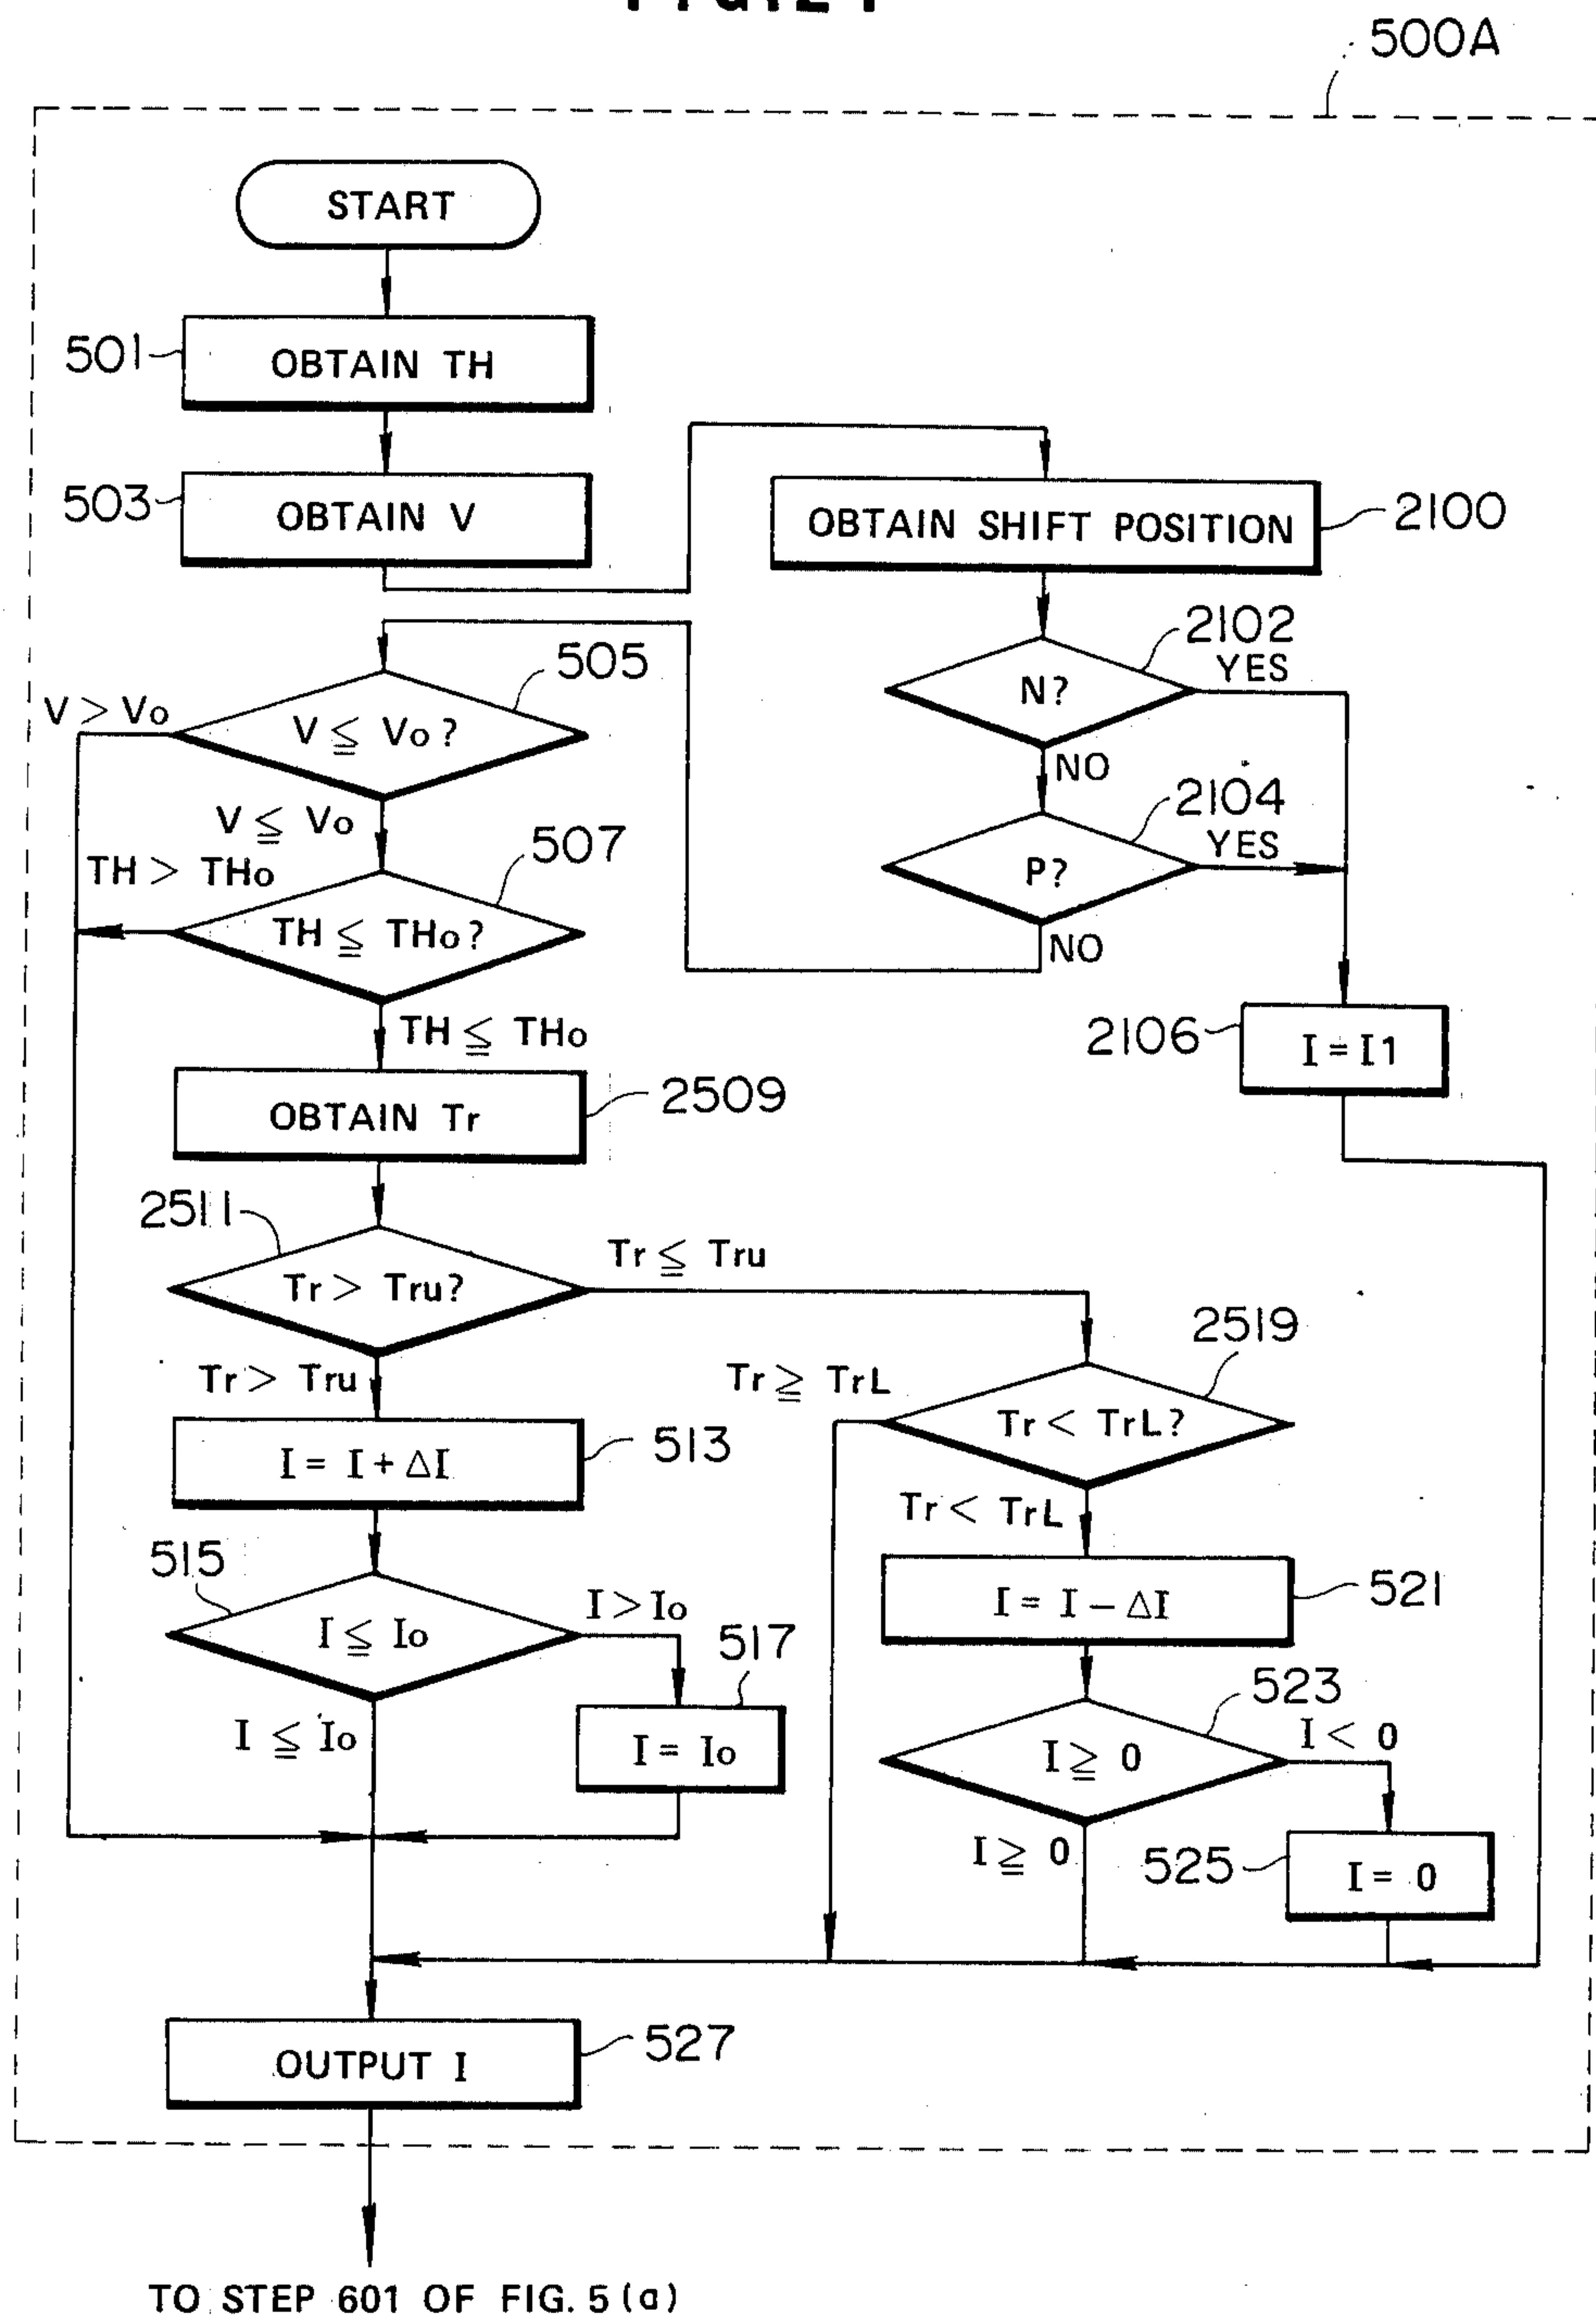 500A
START
501
OBTAIN TH
503
OBTAIN V
OBTAIN SHIFT POSITION
2100
2102
N?
YES
NO
2104
P?
YES
NO
505
V ≦ Vo?
V > Vo
V ≦ Vo
507
TH > THo
TH ≦ THo?
TH ≦ THo
2106
I = I1
OBTAIN Tr
2509
2511
Tr > Tru?
Tr ≦ Tru
Tr > Tru
2519
Tr ≧ TrL
Tr < TrL?
Tr < TrL
I = I + ΔI
513
515
I ≦ Io
I > Io
517
I = Io
I ≦ Io
I = I − ΔI
521
523
I ≧ 0
I < 0
I ≧ 0
525
I = 0
OUTPUT I
527
TO STEP 601 OF FIG. 5 (a)